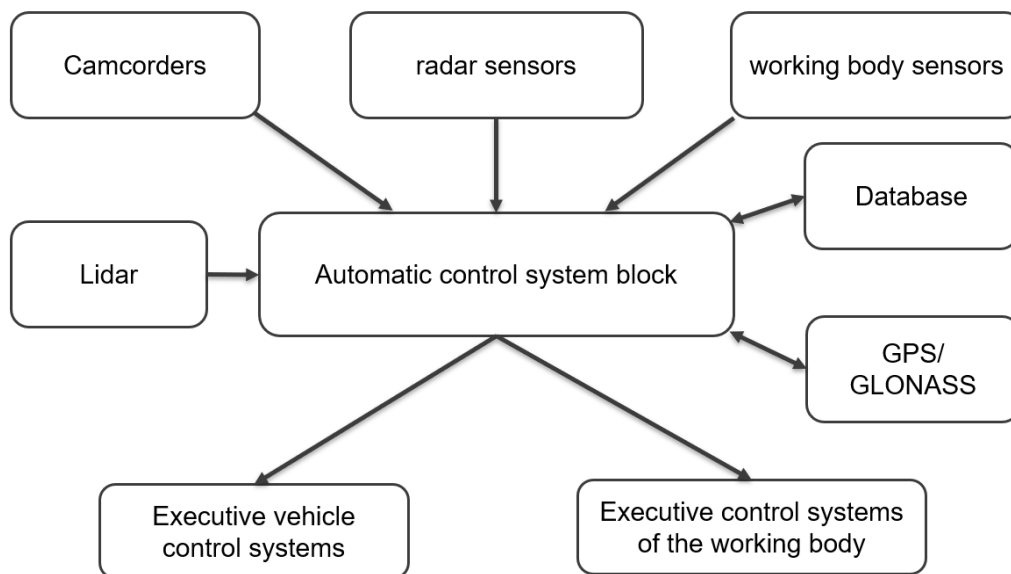 Camcorders
radar sensors
working body sensors
Database
Lidar
Automatic control system block
GPS/
GLONASS
Executive vehicle
control systems
Executive control systems
of the working body